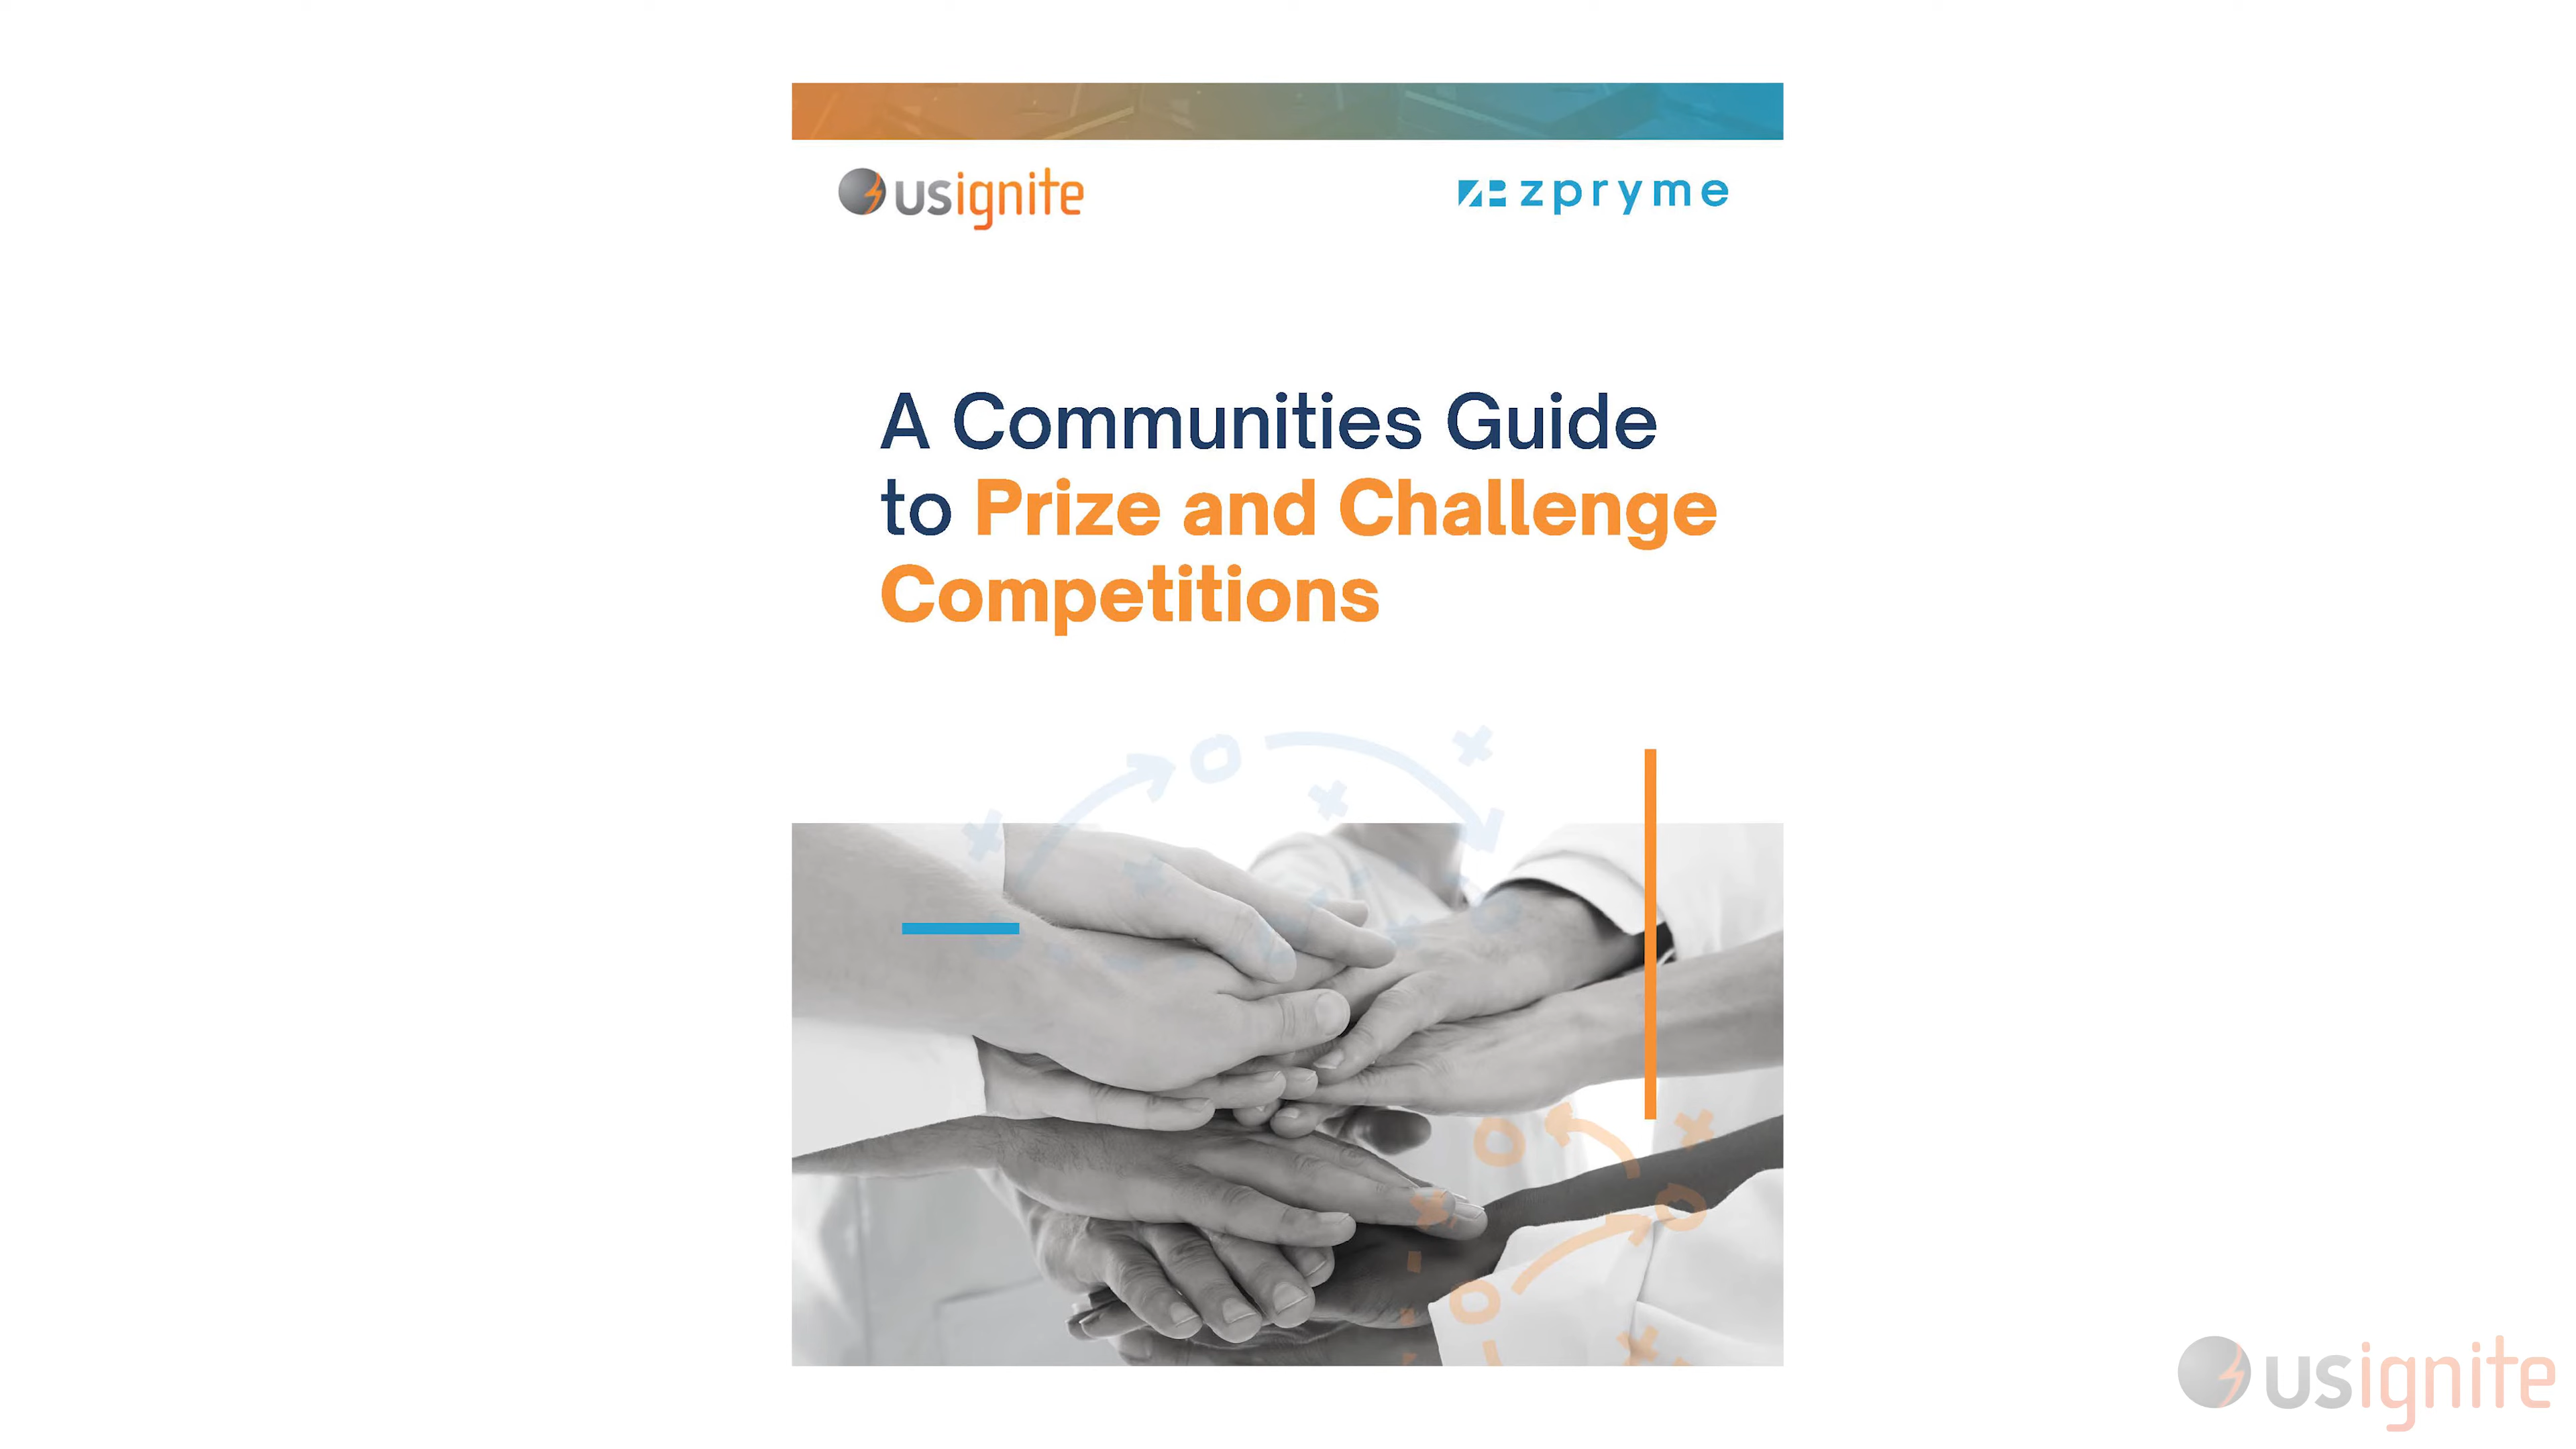 usignite
zpryme
A Communities Guide
to Prize and Challenge
Competitions
usignite